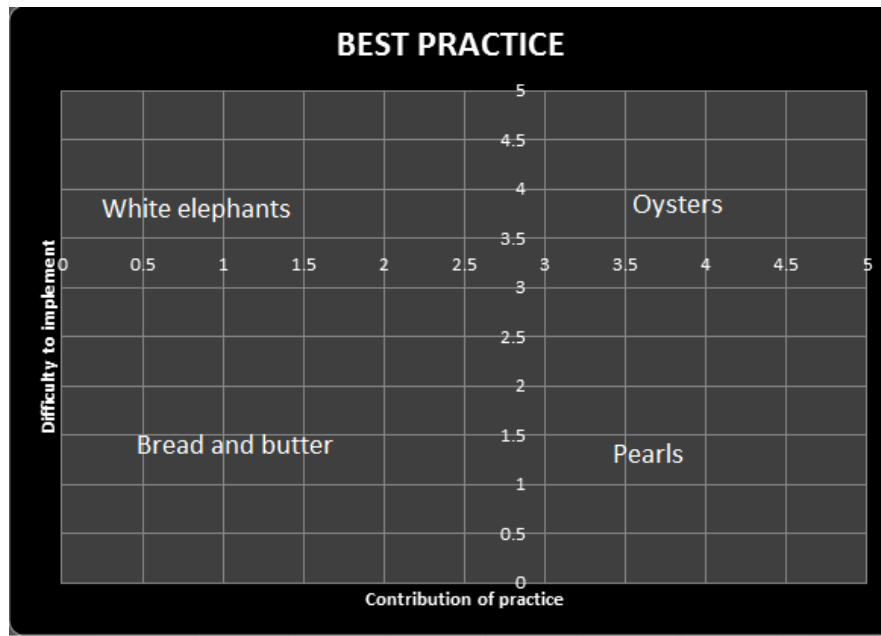 BEST PRACTICE
5
4.5
4
White elephants
Oysters
3.5
0 0.5 1 1.5 2 2.5 3 3.5 4 4.5 5
3
2.5
Difficulty to implement
2
1.5
Bread and butter
Pearls
1
0.5
0
Contribution of practice